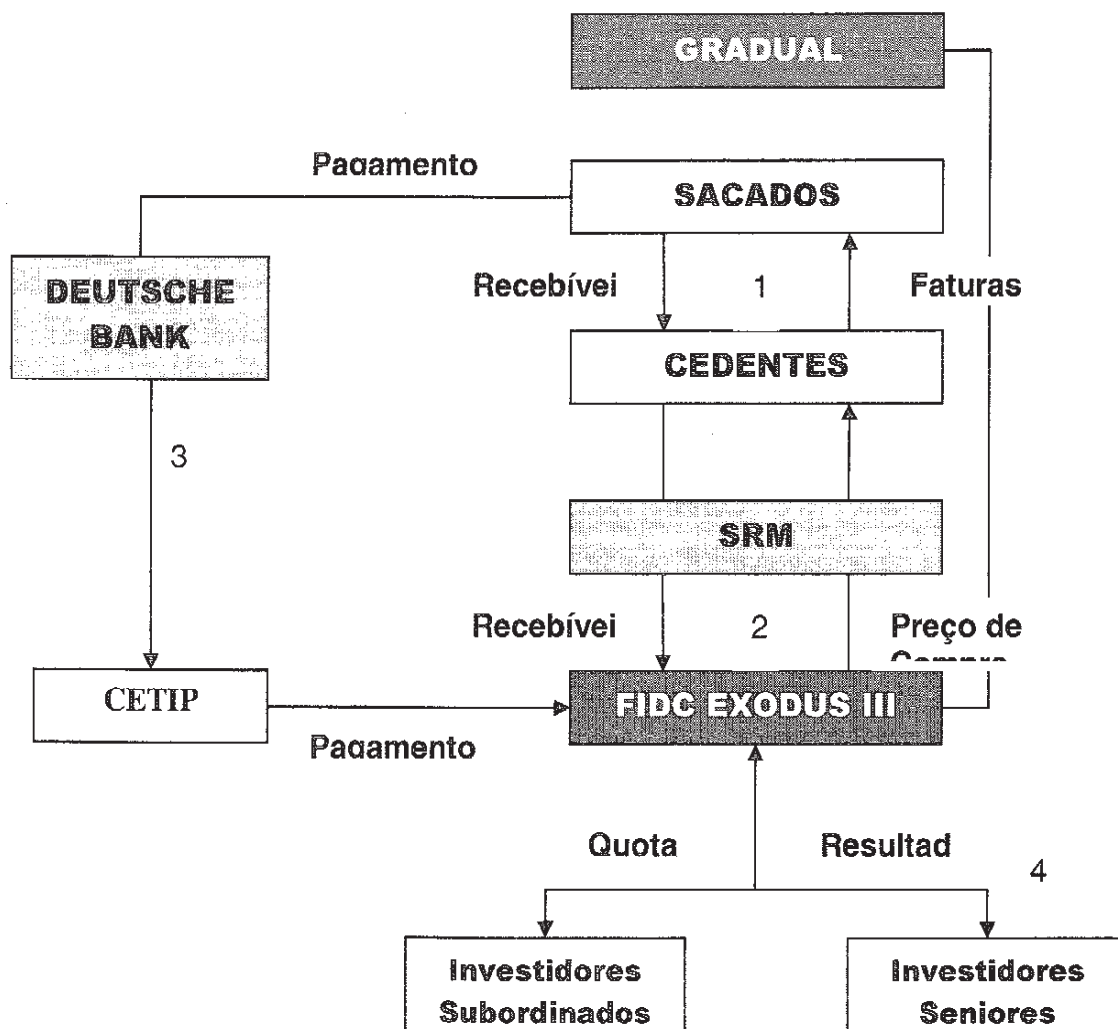 GRADUAL
Pagamento
SACADOS
DEUTSCHE
BANK
Recebívei
1
Faturas
CEDENTES
3
SRM
Recebívei
2
Preço de
CETIP
FIDC EXODUS III
Pagamento
Quota
Resultad
4
Investidores
Subordinados
Investidores
Seniores